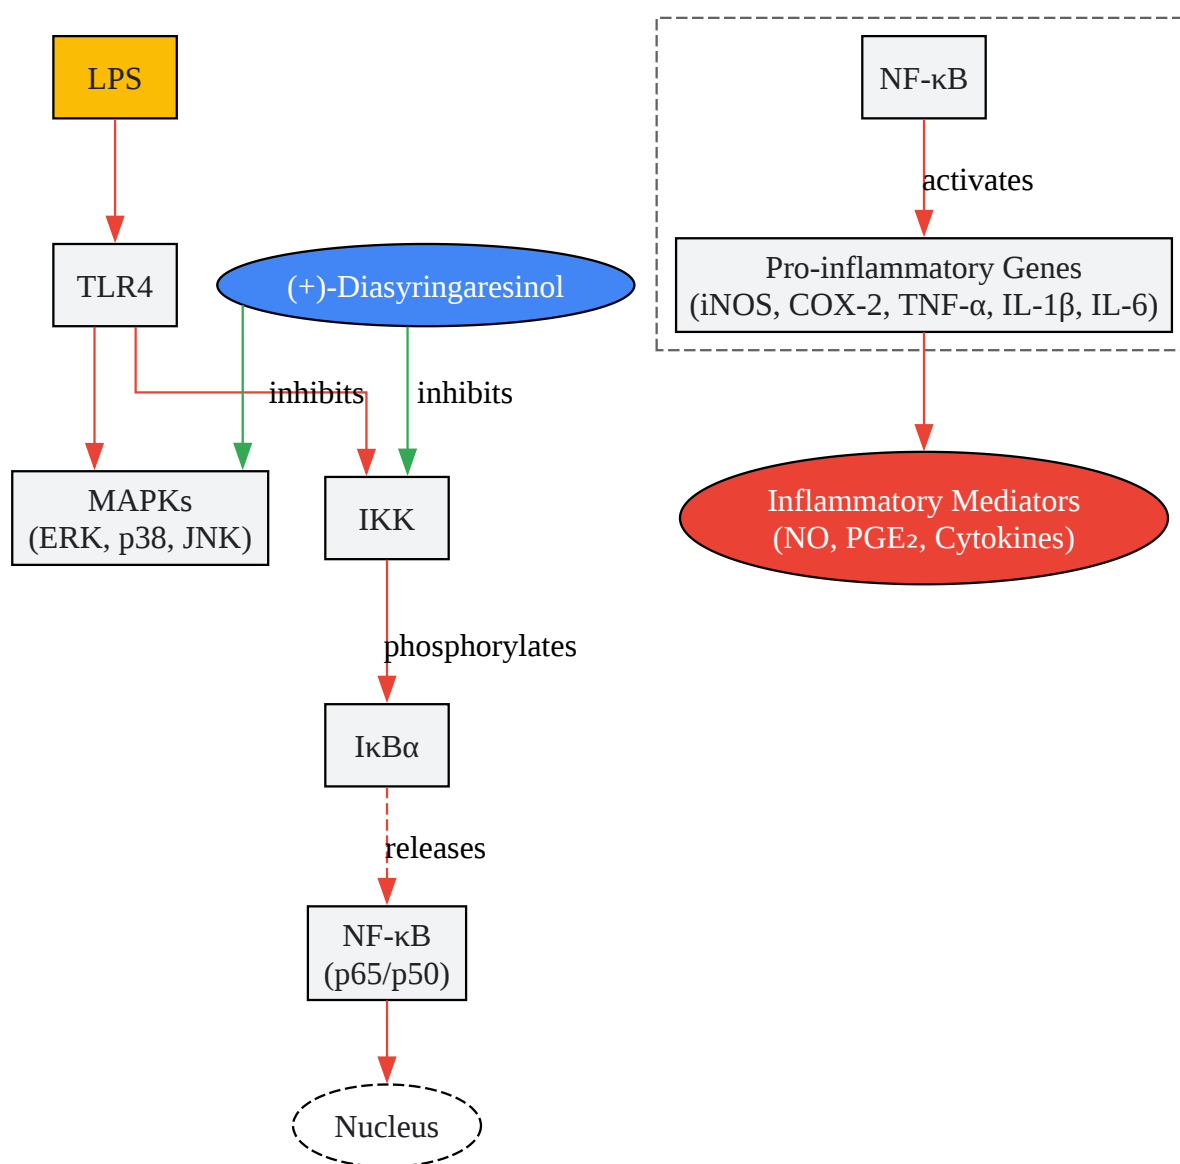 LPS
NF-κB
activates
TLR4
(+)-Diasyringaresinol
Pro-inflammatory Genes
(iNOS, COX-2, TNF-α, IL-1β, IL-6)
inhibits
inhibits
MAPKs
(ERK, p38, JNK)
IKK
Inflammatory Mediators
(NO, PGE₂, Cytokines)
phosphorylates
IκBα
releases
NF-κB
(p65/p50)
Nucleus